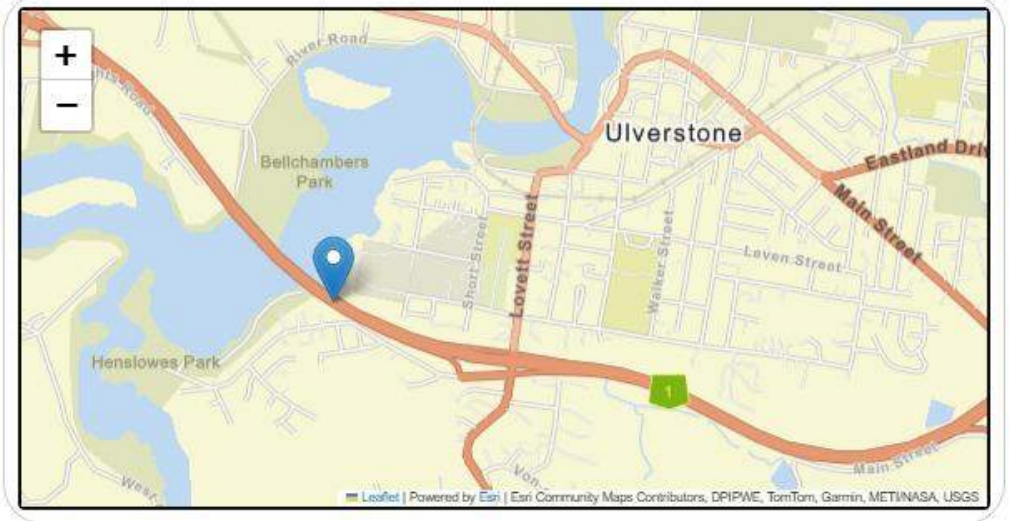 +
−
River Road
Bellchambers
Park
Ulverstone
Eastland
Main Street
Short Street
Lovett Street
Walker Street
Leven Street
Henslowes Park
1
Main Street
Leaflet | Powered by Esri | Esri Community Maps Contributors, DPIPWE, TomTom, Garmin, METI/NASA, USGS